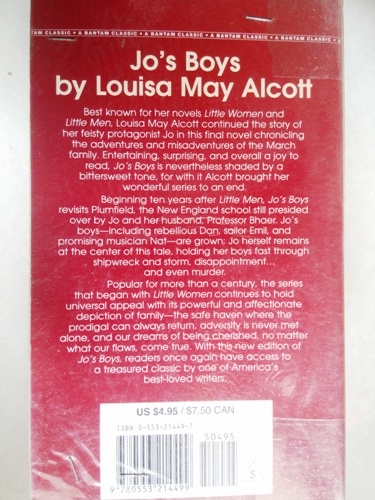 TAM CLASSIC • A BANTAM CLASSIC • A BANTAM CLASSIC • A BANTAM CLASSIC • A BAN
Jo's Boys
by Louisa May Alcott
Best known for her novels Little Women and
Little Men, Louisa May Alcott continued the story of
her feisty protagonist Jo in this final novel chronicling
the adventures and misadventures of the March
family. Entertaining, surprising, and overall a joy to
read, Jo's Boys is nevertheless shaded by a
bittersweet tone, for with it Alcott brought her
wonderful series to an end.
Beginning ten years after Little Men, Jo's Boys
revisits Plumfield, the New England school still presided
over by Jo and her husband, Professor Bhaer. Jo's
boys—including rebellious Dan, sailor Emil, and
promising musician Nat—are grown; Jo herself remains
at the center of this tale, holding her boys fast through
shipwreck and storm, disappointment...
and even murder.
Popular for more than a century, the series
that began with Little Women continues to hold
universal appeal with its powerful and affectionate
depiction of family—the safe haven where the
prodigal can always return, adversity is never met
alone, and our dreams of being cherished, no matter
what our flaws, come true. With this new edition of
Jo's Boys, readers once again have access to
a treasured classic by one of America's
best-loved writers.
US $4.95 / $7.50 CAN
ISBN 0-553-21449-7
50495
S
9 780553 214499